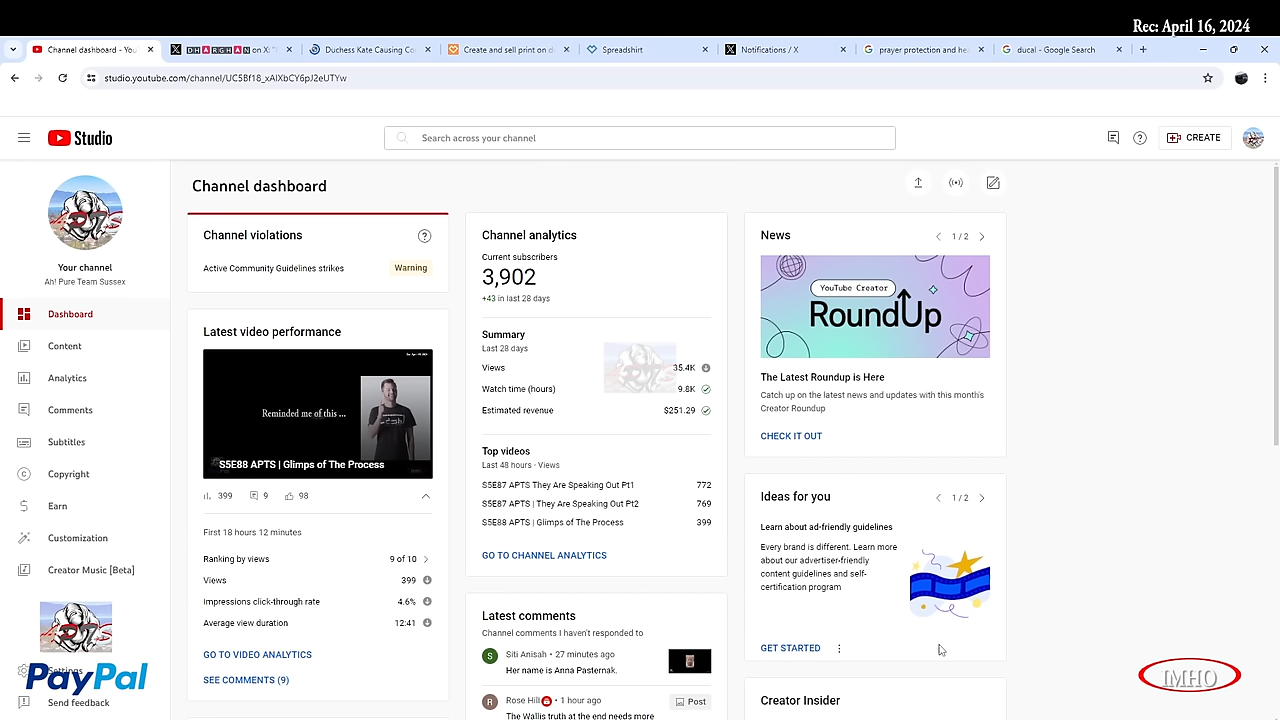 Rec: April 16, 2024
Channel dashboard - You
DHARGHAN on X: "
Duchess Kate Causing Co
Create and sell print on d
Spreadshirt
Notifications / X
prayer protection and hea
ducal - Google Search
studio.youtube.com/channel/UC5Bf18_xAIXbCY6pJ2eUTYw
Studio
Search across your channel
CREATE
Your channel
Ah! Pure Team Sussex
Dashboard
Content
Analytics
Comments
Subtitles
Copyright
Earn
Customization
Creator Music [Beta]
Settings
PayPal
Send feedback
Channel dashboard
Channel violations
Active Community Guidelines strikes
Warning
Latest video performance
Reminded me of this ...
S5E88 APTS | Glimps of The Process
399 9 98
First 18 hours 12 minutes
Ranking by views 9 of 10
Views 399
Impressions click-through rate 4.6%
Average view duration 12:41
GO TO VIDEO ANALYTICS
SEE COMMENTS (9)
Channel analytics
Current subscribers
3,902
+43 in last 28 days
Summary
Last 28 days
Views 35.4K
Watch time (hours) 9.8K
Estimated revenue $251.29
Top videos
Last 48 hours · Views
S5E87 APTS They Are Speaking Out Pt1 772
S5E87 APTS | They Are Speaking Out Pt2 769
S5E88 APTS | Glimps of The Process 399
GO TO CHANNEL ANALYTICS
Latest comments
Channel comments I haven't responded to
S
Siti Anisah • 27 minutes ago
Her name is Anna Pasternak.
R
Rose Hill • 1 hour ago
Post
The Wallis truth at the end needs more
News
1 / 2
YouTube Creator
RoundUp
The Latest Roundup is Here
Catch up on the latest news and updates with this month's
Creator Roundup
CHECK IT OUT
Ideas for you
1 / 2
Learn about ad-friendly guidelines
Every brand is different. Learn more
about our advertiser-friendly
content guidelines and self-
certification program
GET STARTED
Creator Insider
IMHO